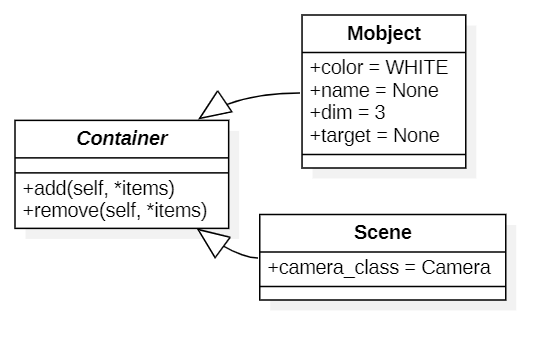 Mobject
+color = WHITE
+name = None
+dim = 3
+target = None
Container
+add(self, *items)
+remove(self, *items)
Scene
+camera_class = Camera